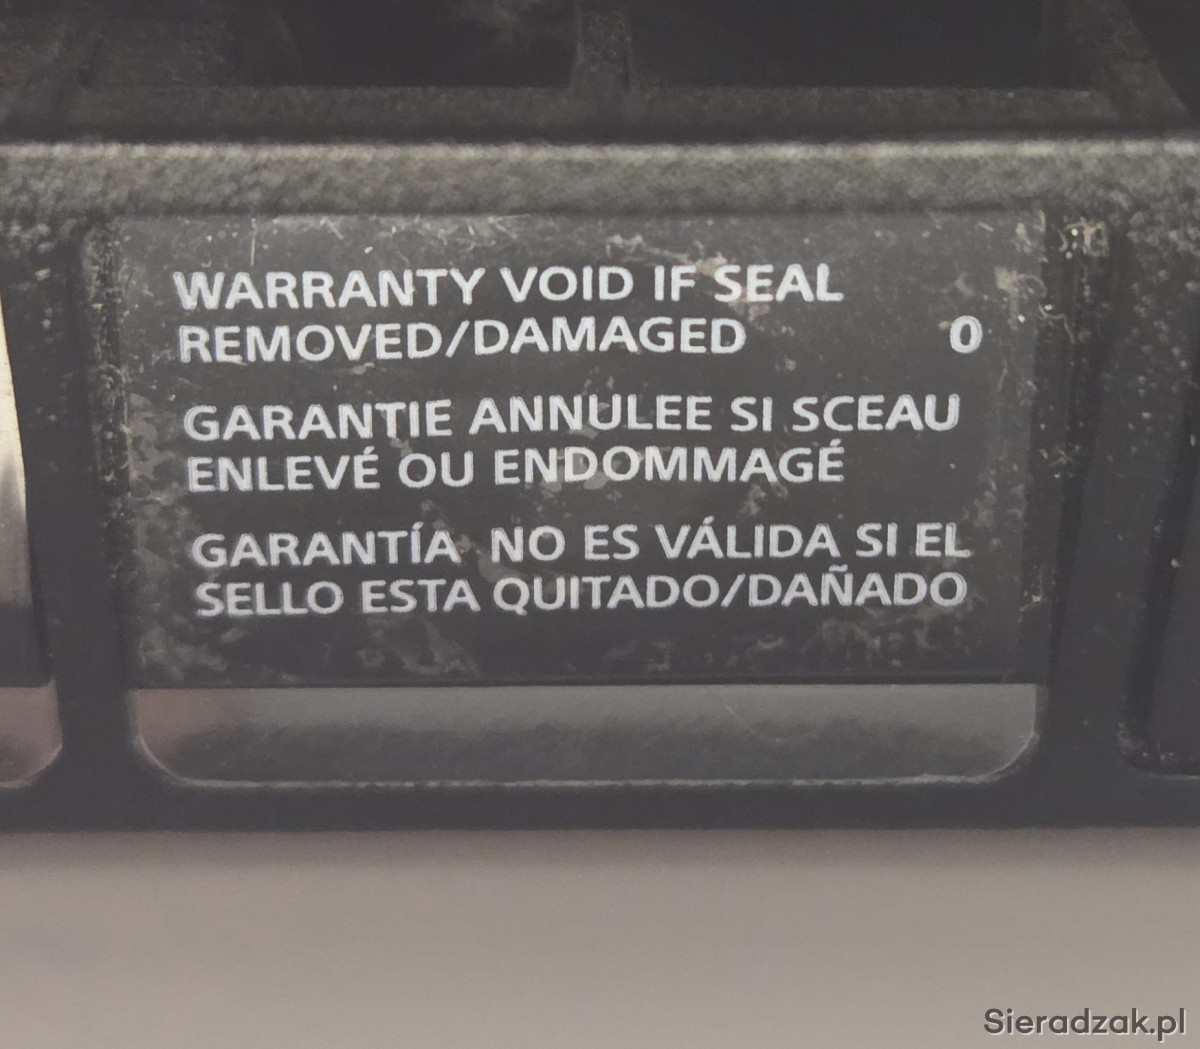 WARRANTY VOID IF SEAL
REMOVED/DAMAGED 0
GARANTIE ANNULEE SI SCEAU
ENLEVÉ OU ENDOMMAGÉ
GARANTÍA NO ES VÁLIDA SI EL
SELLO ESTA QUITADO/DAÑADO
Sieradzak.pl